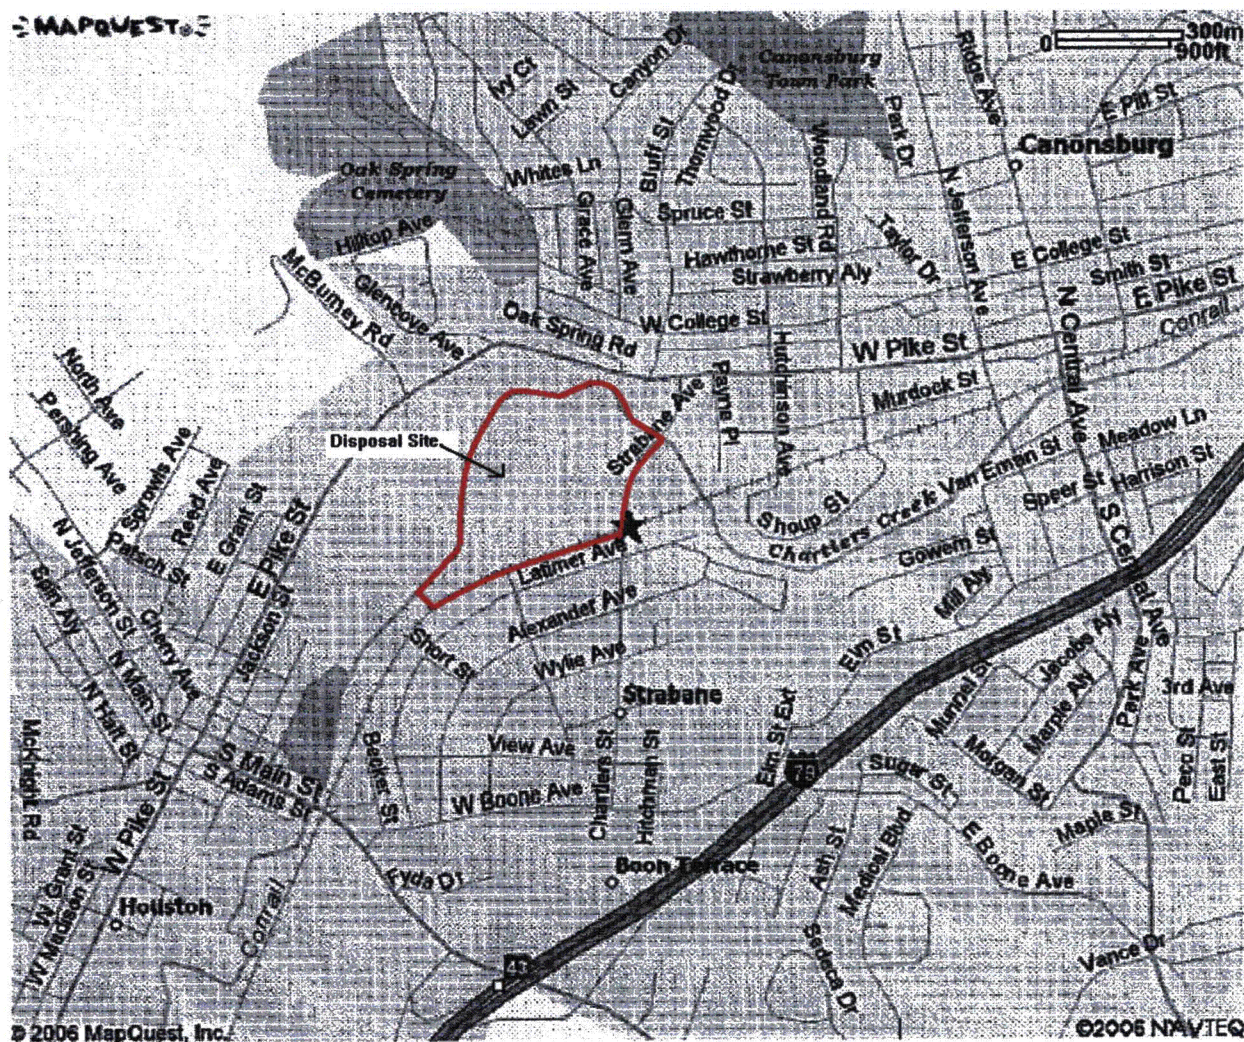 MAPQUEST
0 300m
900ft
Canyon Dr
Ivy Ct
Lawn St
Canonsburg
Town Park
Ridge Ave
E Pitt St
Canonsburg
Park Dr
Bluff St
Thornwood Dr
Woodland Rd
Oak Spring
Cemetery
Whites Ln
Grace Ave
Glenn Ave
Spruce St
N Jefferson Ave
Taylor Dr
Hilltop Ave
Hawthorne St
Strawberry Aly
E College St
Smith St
McBurney Rd
Glencove Ave
N Central Ave
E Pike St
Conrail
Oak Spring Rd
W College St
W Pike St
Hutchinson Ave
Payne Pl
Murdock St
North Ave
Pershing Ave
Strabane Ave
Disposal Site
Sprowls Ave
Reed Ave
Meadow Ln
Van Eman St
Harrison St
Speer St
E Grant St
E Pike St
Shoup St
Chartiers Creek
S Central Ave
N Jefferson St
Patsch St
Latimer Ave
Gowern St
Mill Aly
Cherry Ave
Jackson St
Alexander Ave
Short St
Wylie Ave
Elm St
Jacobs Aly
Park Ave
N Main St
N Haft St
Strabane
Munnel St
Marple Aly
3rd Ave
McKnight Rd
View Ave
Elm St Ext
79
Morgan St
Papo St
East St
S Main St
S Adams St
Becker St
Chartiers St
Hitchman St
W Boone Ave
Sugar St
Maple St
W Pike St
E Boone Ave
Ash St
Medical Blvd
W Grant St
W Madison St
Fyda Dr
Boon Terrace
Houston
Conrail
43
Sedeca Dr
Vance Dr
© 2006 MapQuest, Inc.
©2006 NAVTEQ